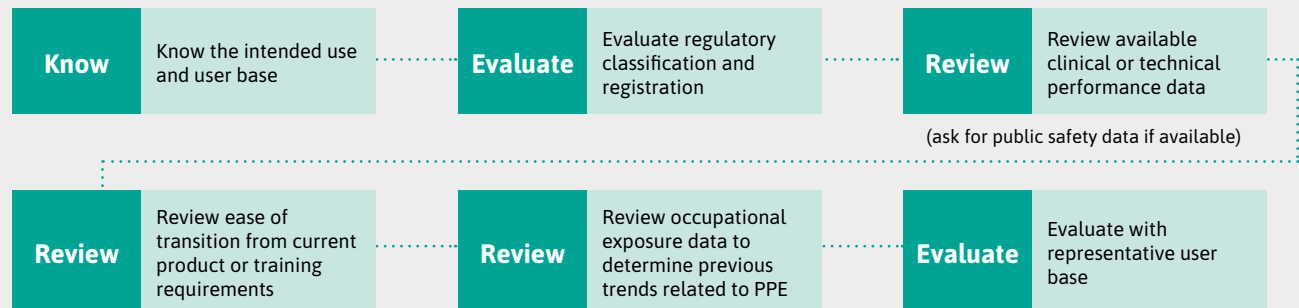 Know
Know the intended use
and user base
Evaluate
Evaluate regulatory
classification and
registration
Review
Review available
clinical or technical
performance data
(ask for public safety data if available)
Review
Review ease of
transition from current
product or training
requirements
Review
Review occupational
exposure data to
determine previous
trends related to PPE
Evaluate
Evaluate with
representative user
base